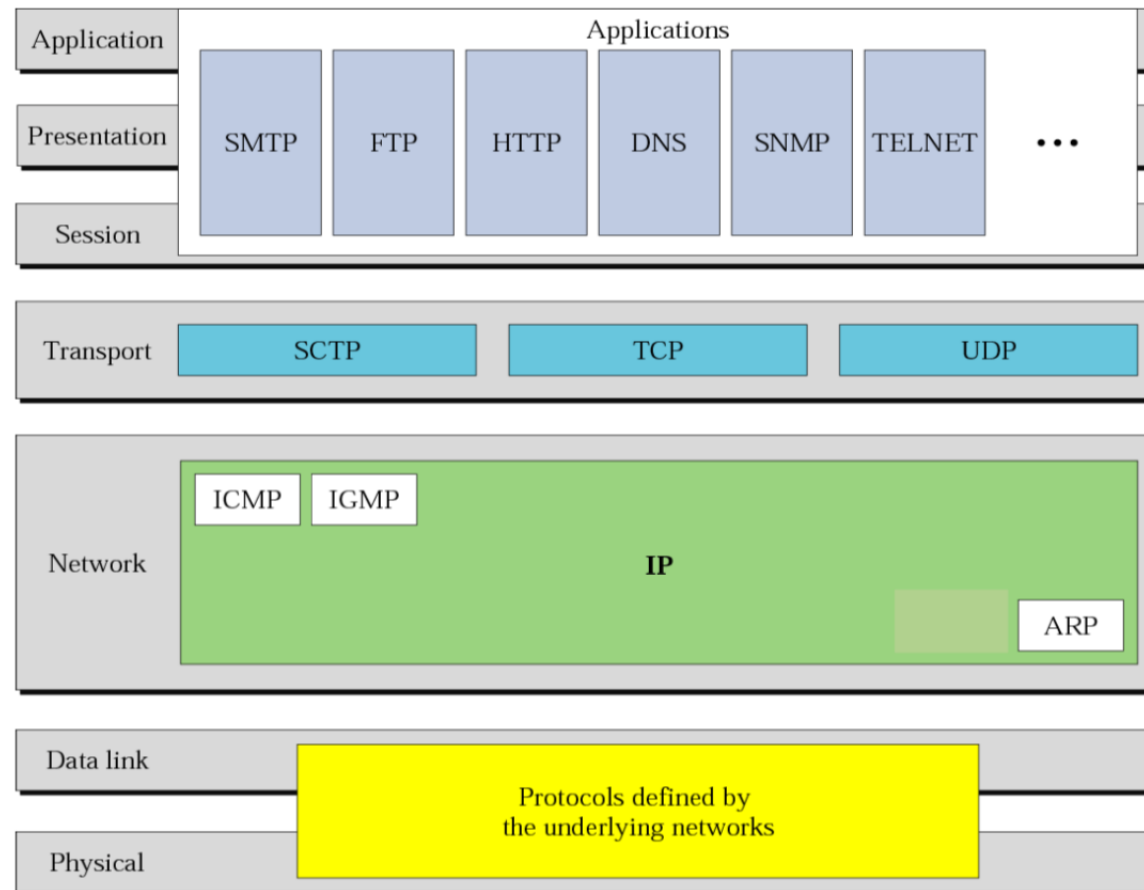 Application
Applications
Presentation
SMTP
FTP
HTTP
DNS
SNMP
TELNET
...
Session
Transport
SCTP
TCP
UDP
Network
ICMP
IGMP
IP
ARP
Data link
Protocols defined by
the underlying networks
Physical